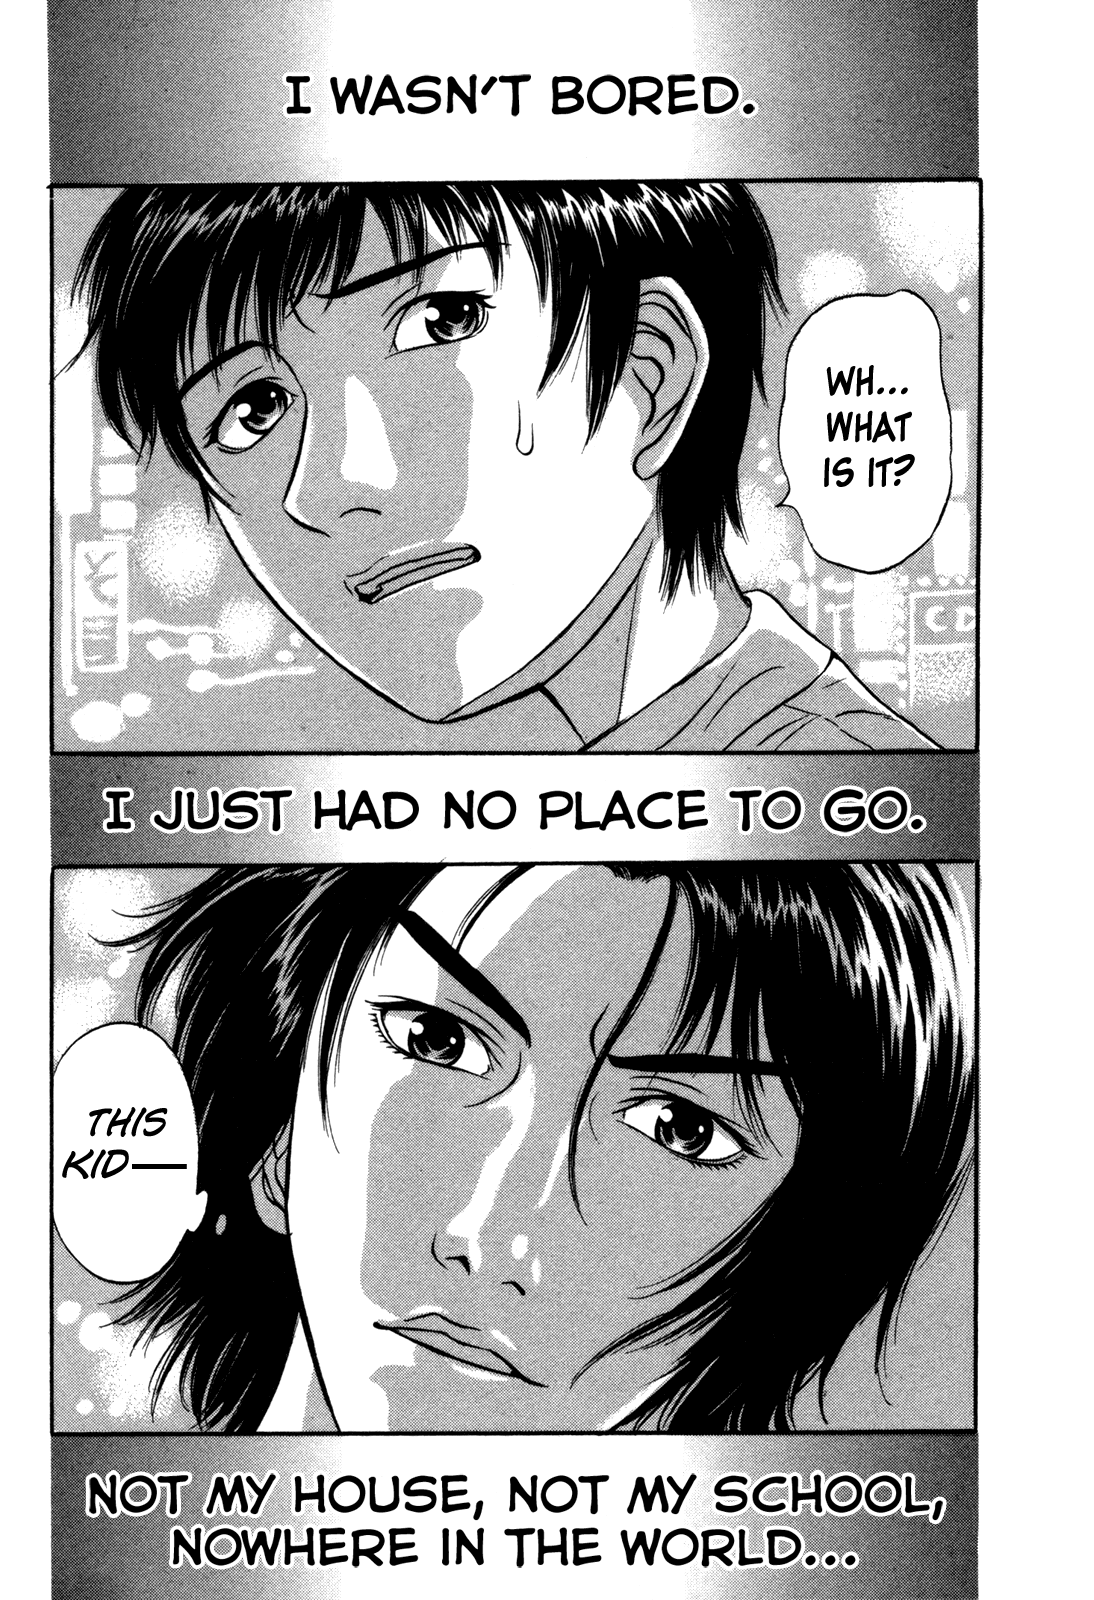 I WASN'T BORED.
WH...
WHAT
IS IT?
CD
I JUST HAD NO PLACE TO GO.
THIS
KID—
NOT MY HOUSE, NOT MY SCHOOL,
NOWHERE IN THE WORLD...